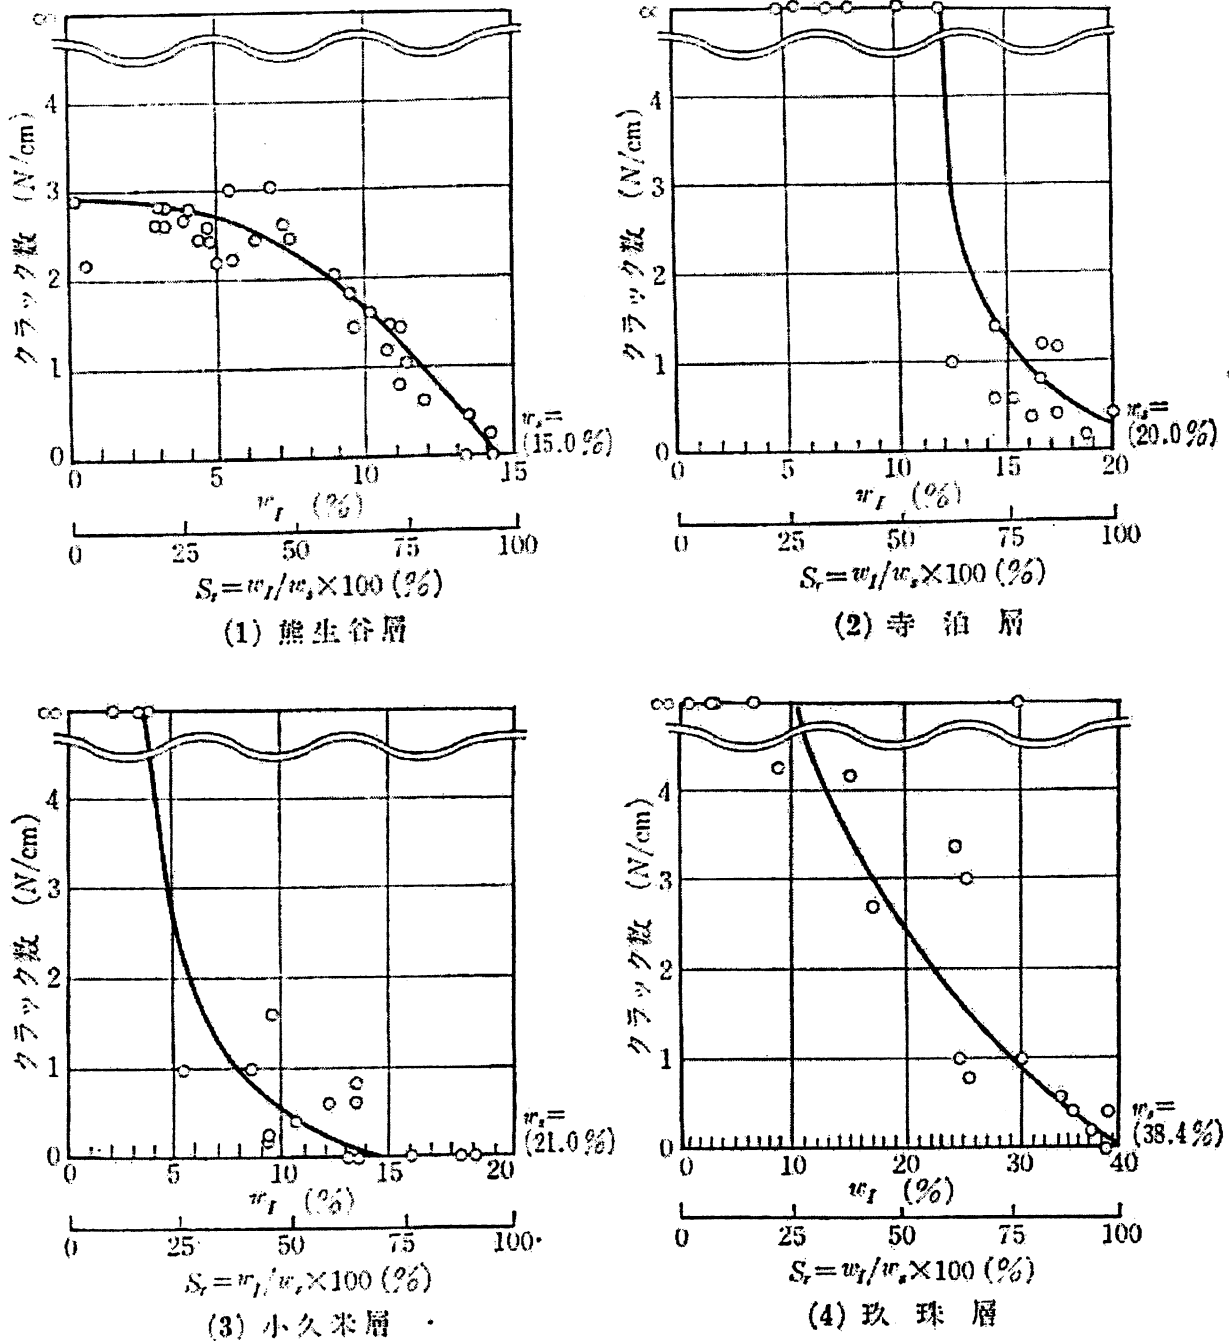 ∞
4
3
2
1
0
クラック数 (N/cm)
0 5 10 15
w_I (%)
w_s=
(15.0%)
0 25 50 75 100
S_r=w_I/w_s×100(%)
(1) 熊生谷層
∞
4
3
2
1
0
クラック数 (N/cm)
0 5 10 15 20
w_I (%)
w_s=
(20.0%)
0 25 50 75 100
S_r=w_I/w_s×100(%)
(2) 寺泊層
∞
4
3
2
1
0
クラック数 (N/cm)
0 5 10 15 20
w_I (%)
w_s=
(21.0%)
0 25 50 75 100
S_r=w_I/w_s×100(%)
(3) 小久米層
∞
4
3
2
1
0
クラック数 (N/cm)
0 10 20 30 40
w_I (%)
w_s=
(38.4%)
0 25 50 75 100
S_r=w_I/w_s×100(%)
(4) 玖珠層